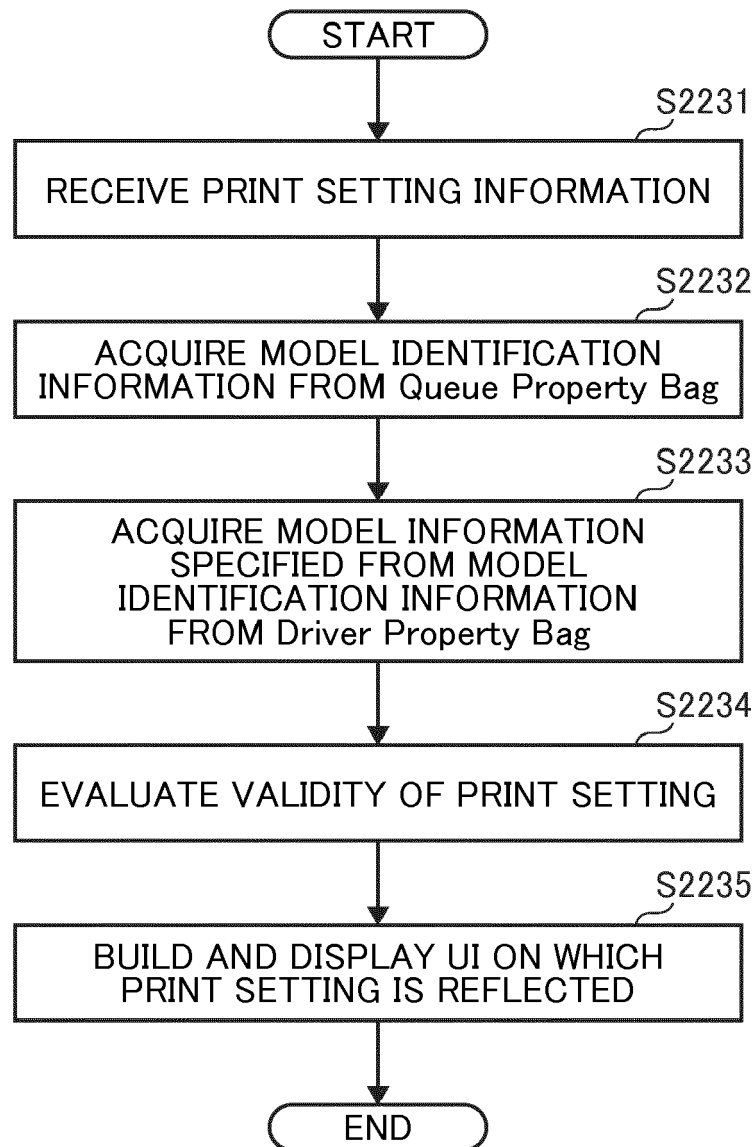 START
S2231
RECEIVE PRINT SETTING INFORMATION
S2232
ACQUIRE MODEL IDENTIFICATION
INFORMATION FROM Queue Property Bag
S2233
ACQUIRE MODEL INFORMATION
SPECIFIED FROM MODEL
IDENTIFICATION INFORMATION
FROM Driver Property Bag
S2234
EVALUATE VALIDITY OF PRINT SETTING
S2235
BUILD AND DISPLAY UI ON WHICH
PRINT SETTING IS REFLECTED
END